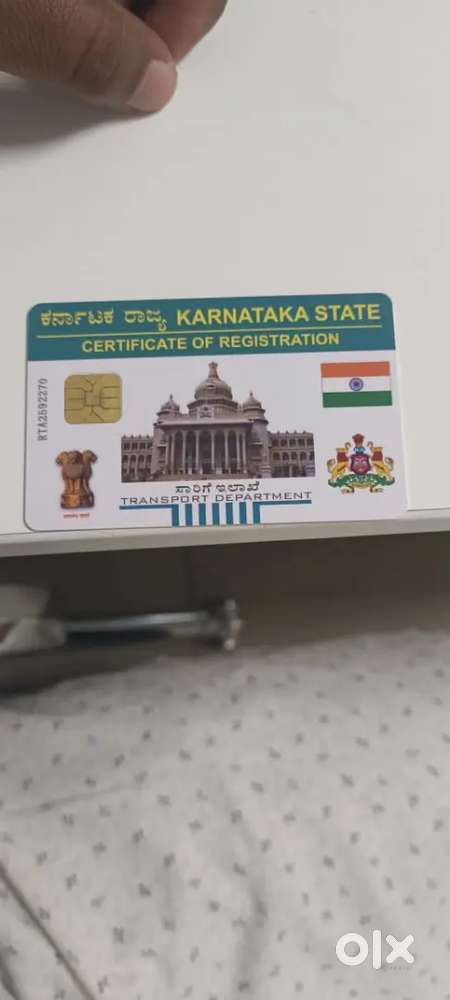 ಕರ್ನಾಟಕ ರಾಜ್ಯ KARNATAKA STATE
CERTIFICATE OF REGISTRATION
RTA2592270
ಸಾರಿಗೆ ಇಲಾಖೆ
TRANSPORT DEPARTMENT
olx